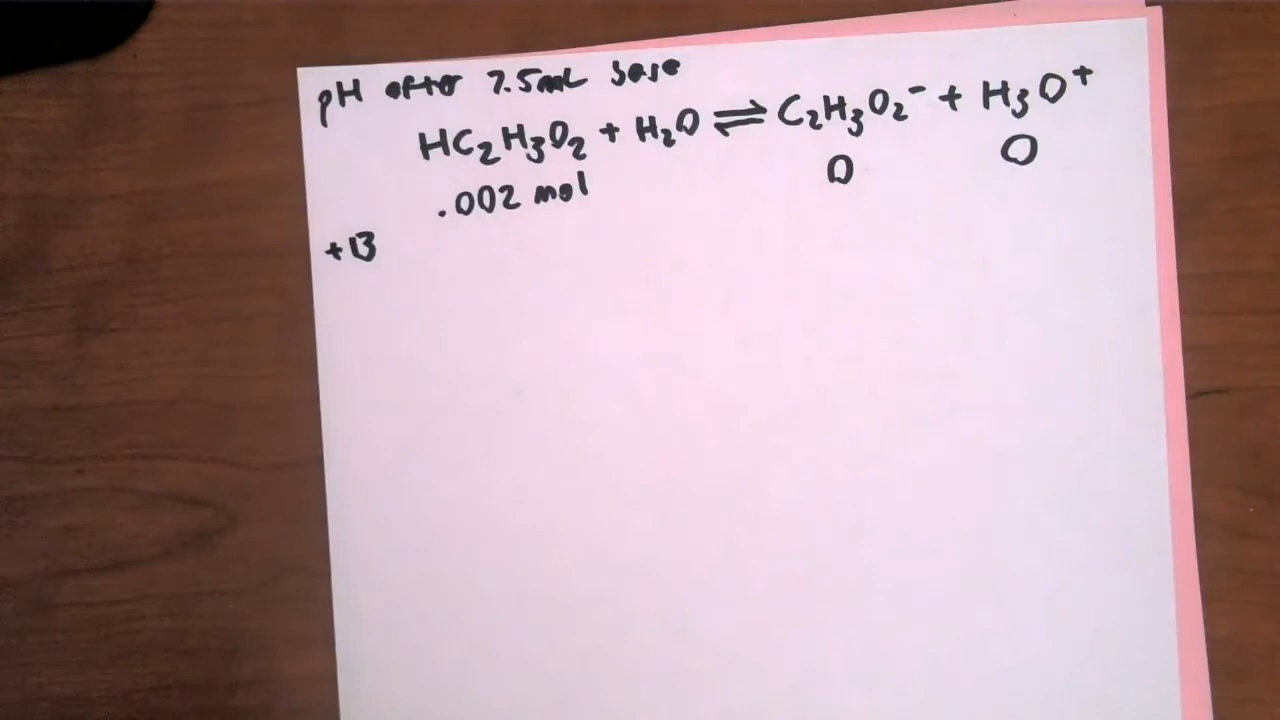 pH after 7.5mL base
HC₂H₃O₂ + H₂O ⇌ C₂H₃O₂⁻ + H₃O⁺
.002 mol 0 0
+B